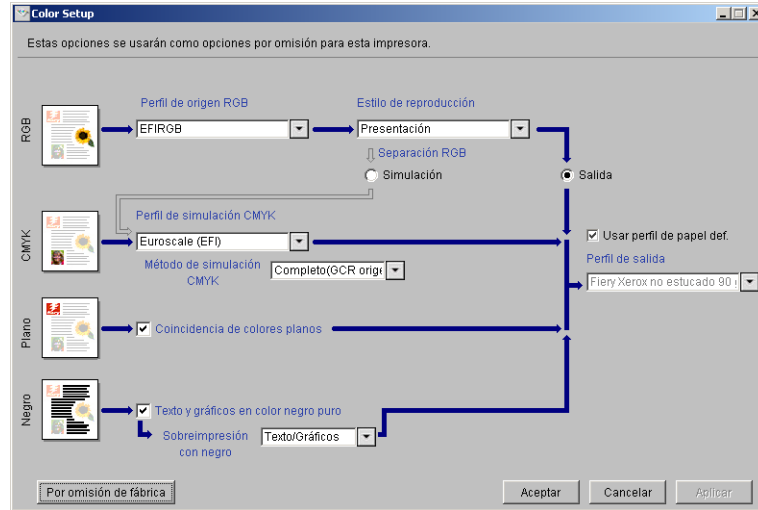 Color Setup
Estas opciones se usarán como opciones por omisión para esta impresora.
RGB
Perfil de origen RGB
EFIRGB
Estilo de reproducción
Presentación
Separación RGB
Simulación
Salida
CMYK
Perfil de simulación CMYK
Euroscale (EFI)
Método de simulación
CMYK
Completo(GCR orige
Usar perfil de papel def.
Perfil de salida
Fiery Xerox no estucado 90
Plano
Coincidencia de colores planos
Negro
Texto y gráficos en color negro puro
Sobreimpresión
con negro
Texto/Gráficos
Por omisión de fábrica
Aceptar
Cancelar
Aplicar